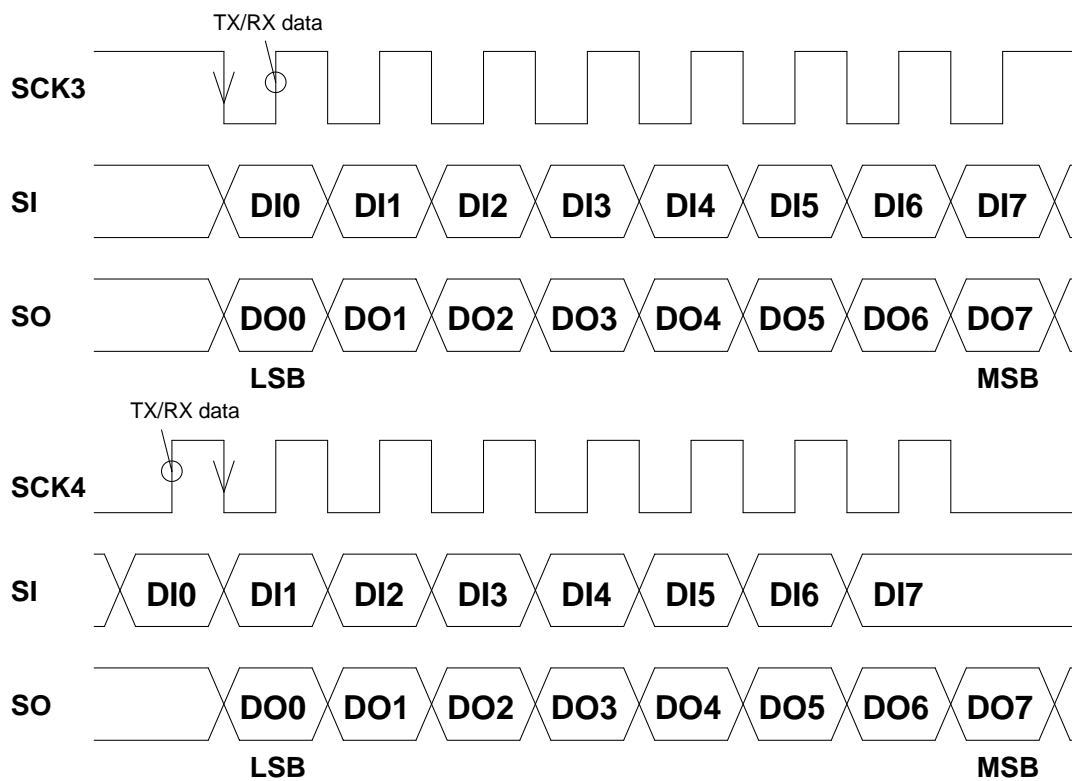 TX/RX data
SCK3
SI DI0 DI1 DI2 DI3 DI4 DI5 DI6 DI7
SO DO0 DO1 DO2 DO3 DO4 DO5 DO6 DO7
LSB MSB
TX/RX data
SCK4
SI DI0 DI1 DI2 DI3 DI4 DI5 DI6 DI7
SO DO0 DO1 DO2 DO3 DO4 DO5 DO6 DO7
LSB MSB